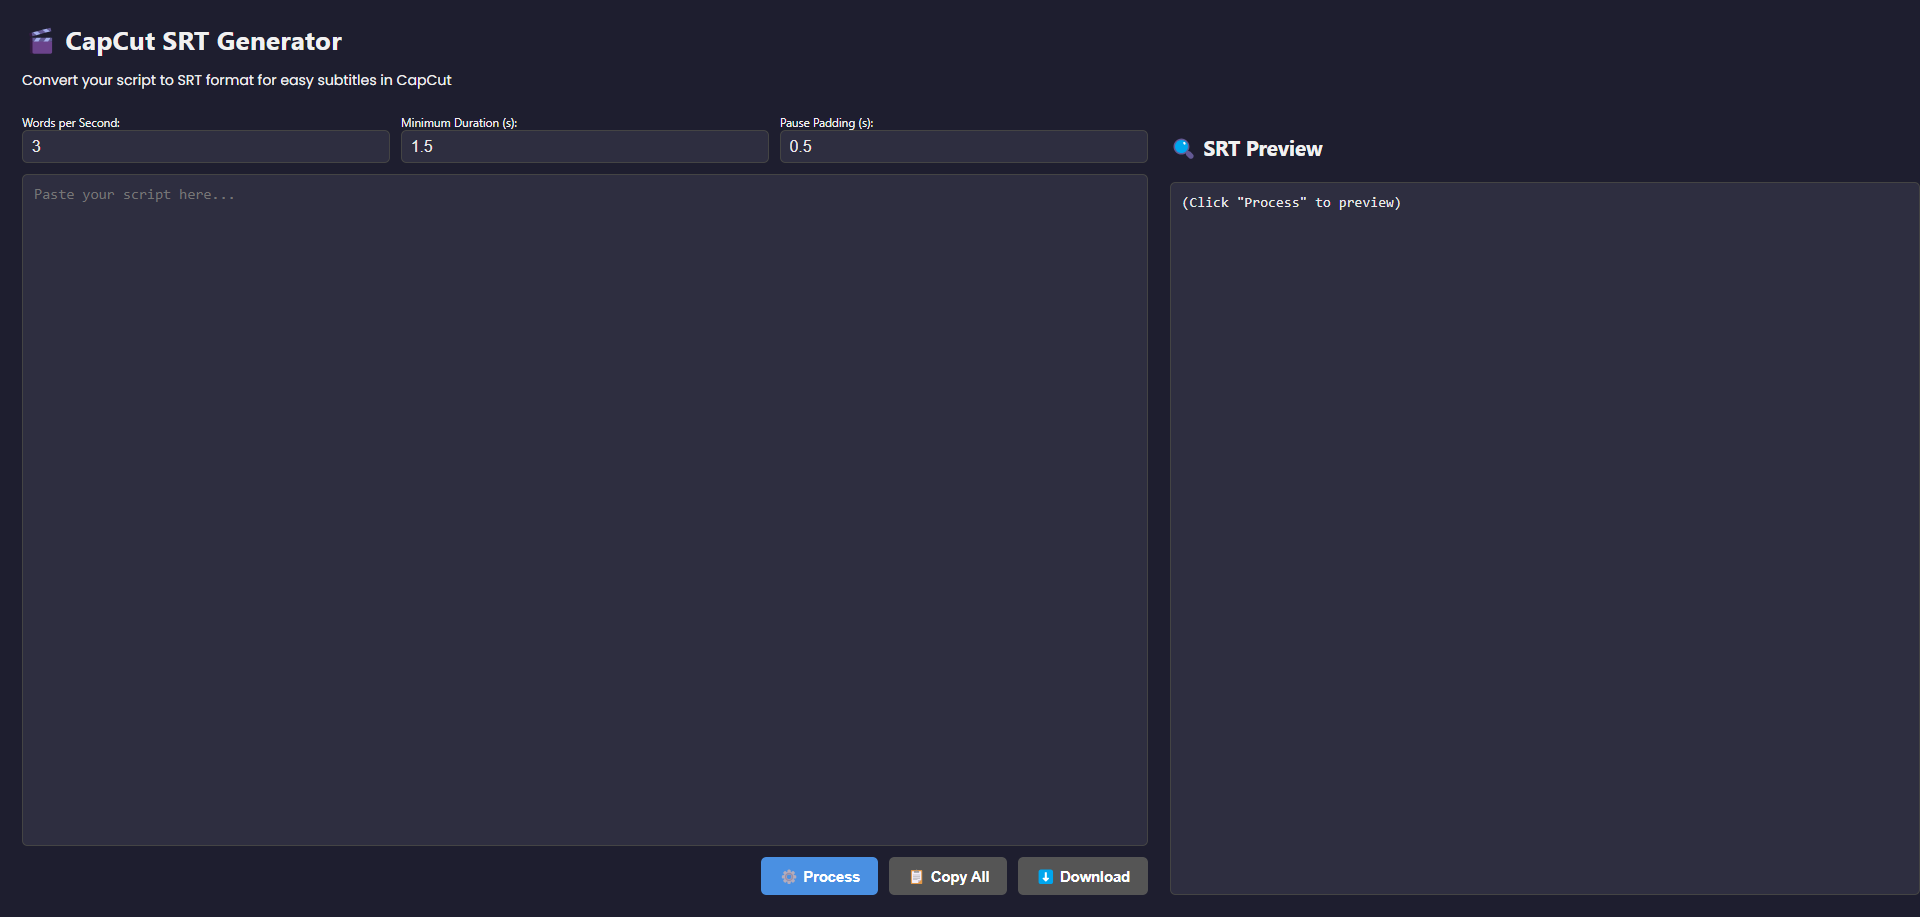 CapCut SRT Generator
Convert your script to SRT format for easy subtitles in CapCut
Words per Second:
3
Minimum Duration (s):
1.5
Pause Padding (s):
0.5
Paste your script here...
Process
Copy All
Download
SRT Preview
(Click "Process" to preview)